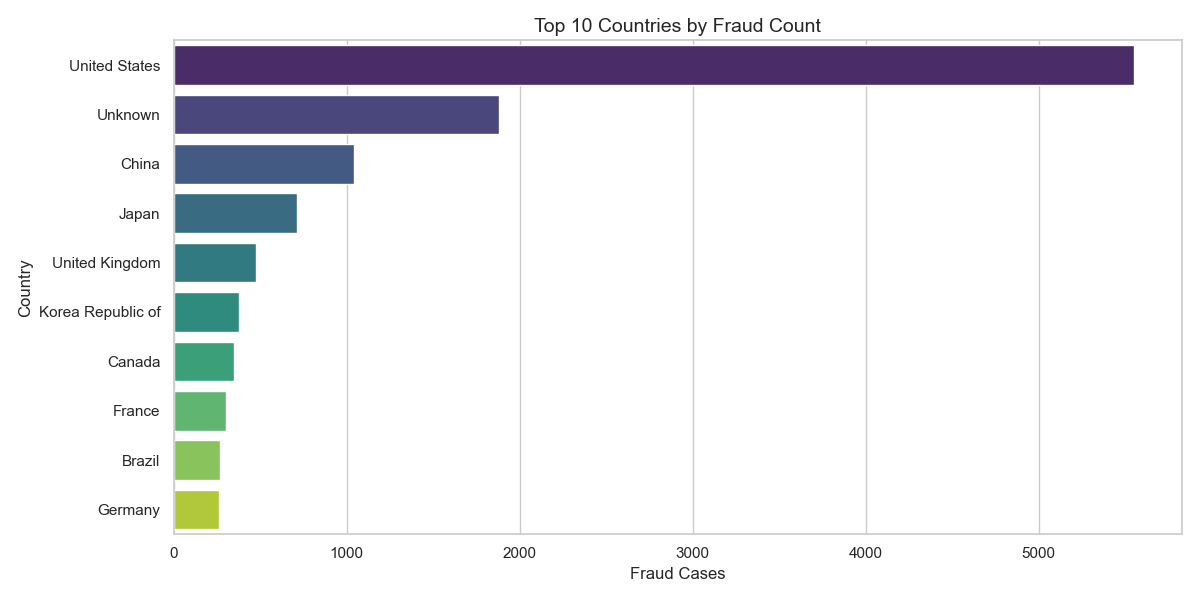 Top 10 Countries by Fraud Count
Country
United States
Unknown
China
Japan
United Kingdom
Korea Republic of
Canada
France
Brazil
Germany
0 1000 2000 3000 4000 5000
Fraud Cases